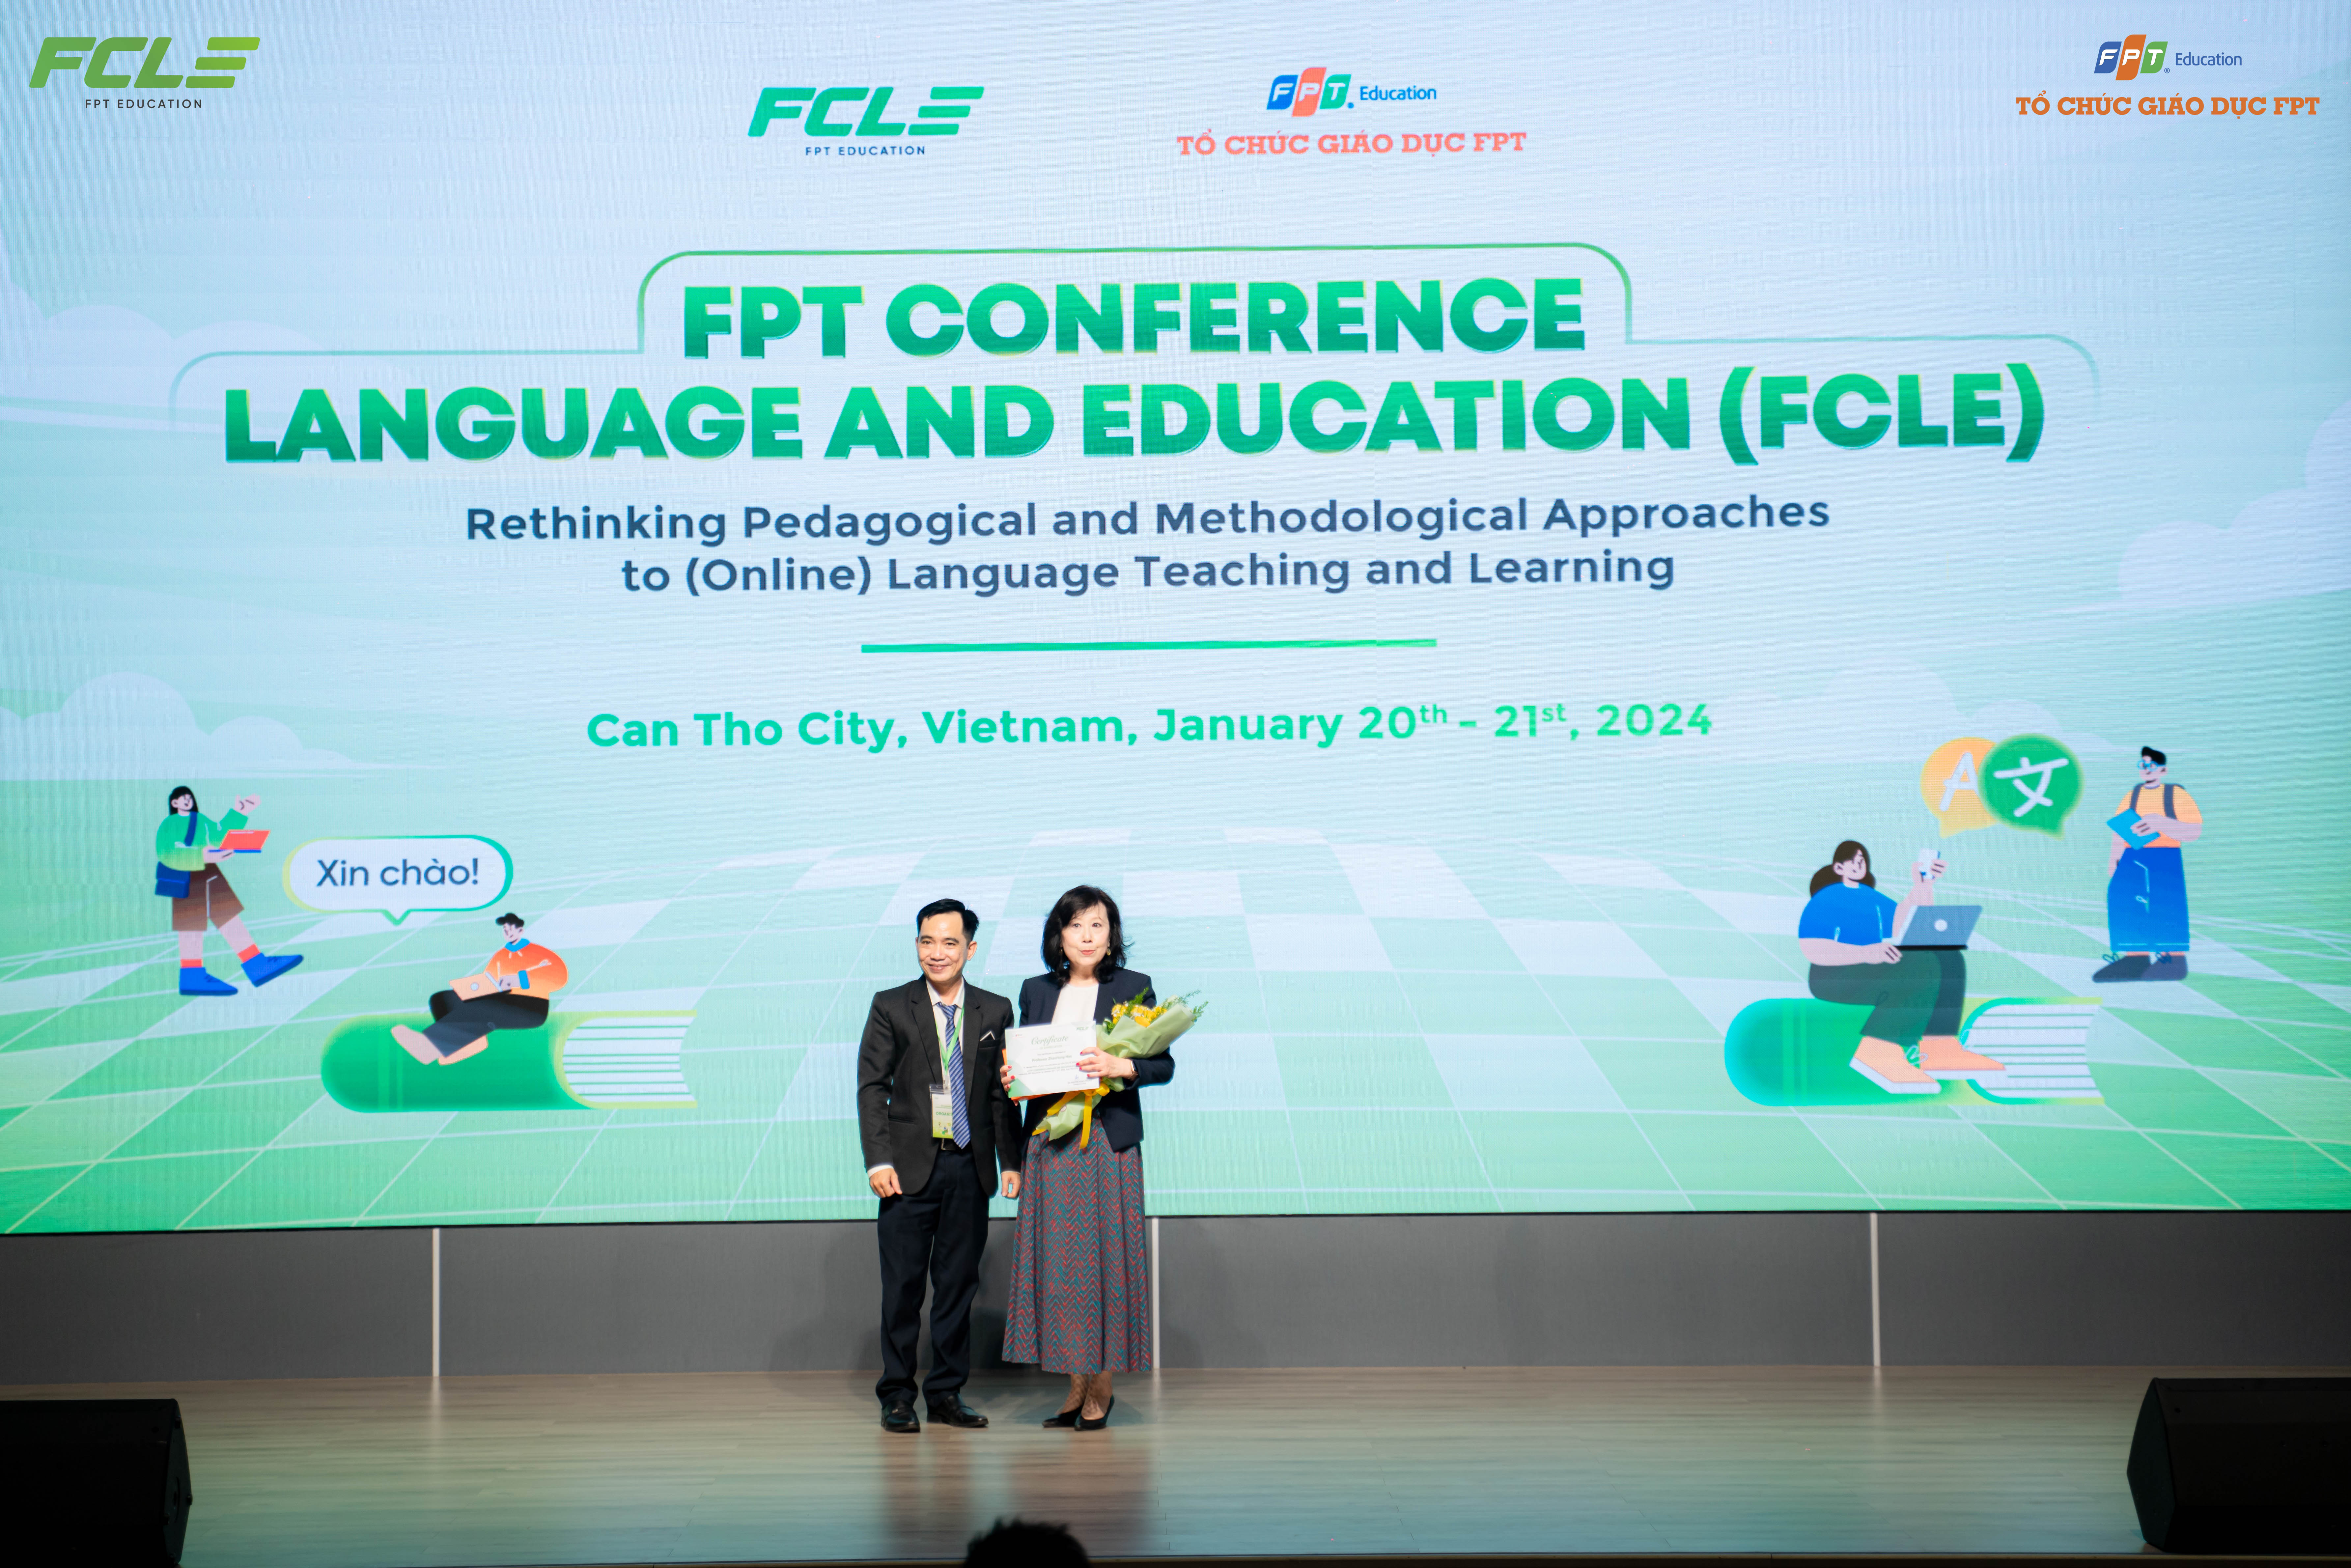 FCLE
FPT EDUCATION
FPT Education
TỔ CHỨC GIÁO DỤC FPT
FCLE
FPT EDUCATION
FPT Education
TỔ CHỨC GIÁO DỤC FPT
FPT CONFERENCE
LANGUAGE AND EDUCATION (FCLE)
Rethinking Pedagogical and Methodological Approaches
to (Online) Language Teaching and Learning
Can Tho City, Vietnam, January 20th - 21st, 2024
A 文
Xin chào!
Certificate